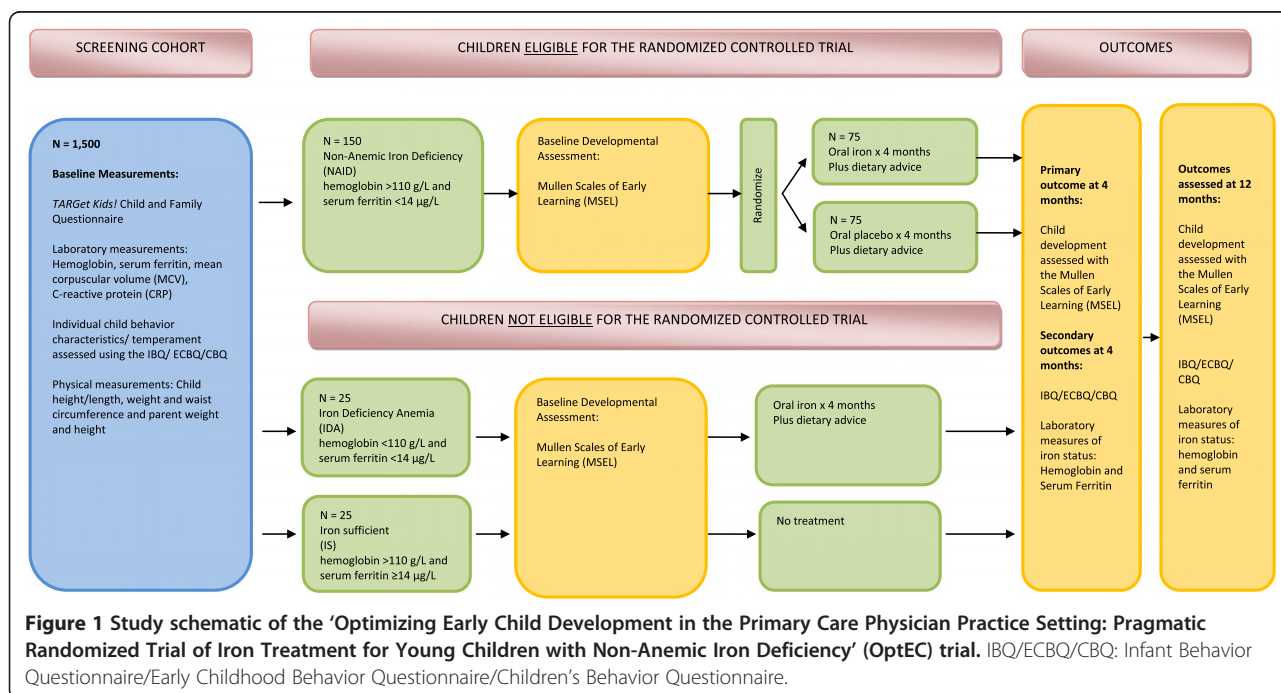 SCREENING COHORT
CHILDREN ELIGIBLE FOR THE RANDOMIZED CONTROLLED TRIAL
OUTCOMES
N = 1,500
Baseline Measurements:
TARGet Kids! Child and Family
Questionnaire
Laboratory measurements:
Hemoglobin, serum ferritin, mean
corpuscular volume (MCV),
C-reactive protein (CRP)
Individual child behavior
characteristics/ temperament
assessed using the IBQ/ ECBQ/CBQ
Physical measurements: Child
height/length, weight and waist
circumference and parent weight
and height
N = 150
Non-Anemic Iron Deficiency
(NAID)
hemoglobin >110 g/L and
serum ferritin <14 µg/L
Baseline Developmental
Assessment:
Mullen Scales of Early
Learning (MSEL)
Randomize
N = 75
Oral iron x 4 months
Plus dietary advice
N = 75
Oral placebo x 4 months
Plus dietary advice
CHILDREN NOT ELIGIBLE FOR THE RANDOMIZED CONTROLLED TRIAL
N = 25
Iron Deficiency Anemia
(IDA)
hemoglobin <110 g/L and
serum ferritin <14 µg/L
N = 25
Iron sufficient
(IS)
hemoglobin >110 g/L and
serum ferritin ≥14 µg/L
Baseline Developmental
Assessment:
Mullen Scales of Early
Learning (MSEL)
Oral iron x 4 months
Plus dietary advice
No treatment
Primary
outcome at 4
months:
Child
development
assessed with
the Mullen
Scales of Early
Learning (MSEL)
Secondary
outcomes at 4
months:
IBQ/ECBQ/CBQ
Laboratory
measures of
iron status:
Hemoglobin and
Serum Ferritin
Outcomes
assessed at 12
months:
Child
development
assessed with
the Mullen
Scales of Early
Learning
(MSEL)
IBQ/ECBQ/
CBQ
Laboratory
measures of
iron status:
hemoglobin
and serum
ferritin
Figure 1 Study schematic of the ‘Optimizing Early Child Development in the Primary Care Physician Practice Setting: Pragmatic
Randomized Trial of Iron Treatment for Young Children with Non-Anemic Iron Deficiency’ (OptEC) trial. IBQ/ECBQ/CBQ: Infant Behavior
Questionnaire/Early Childhood Behavior Questionnaire/Children’s Behavior Questionnaire.